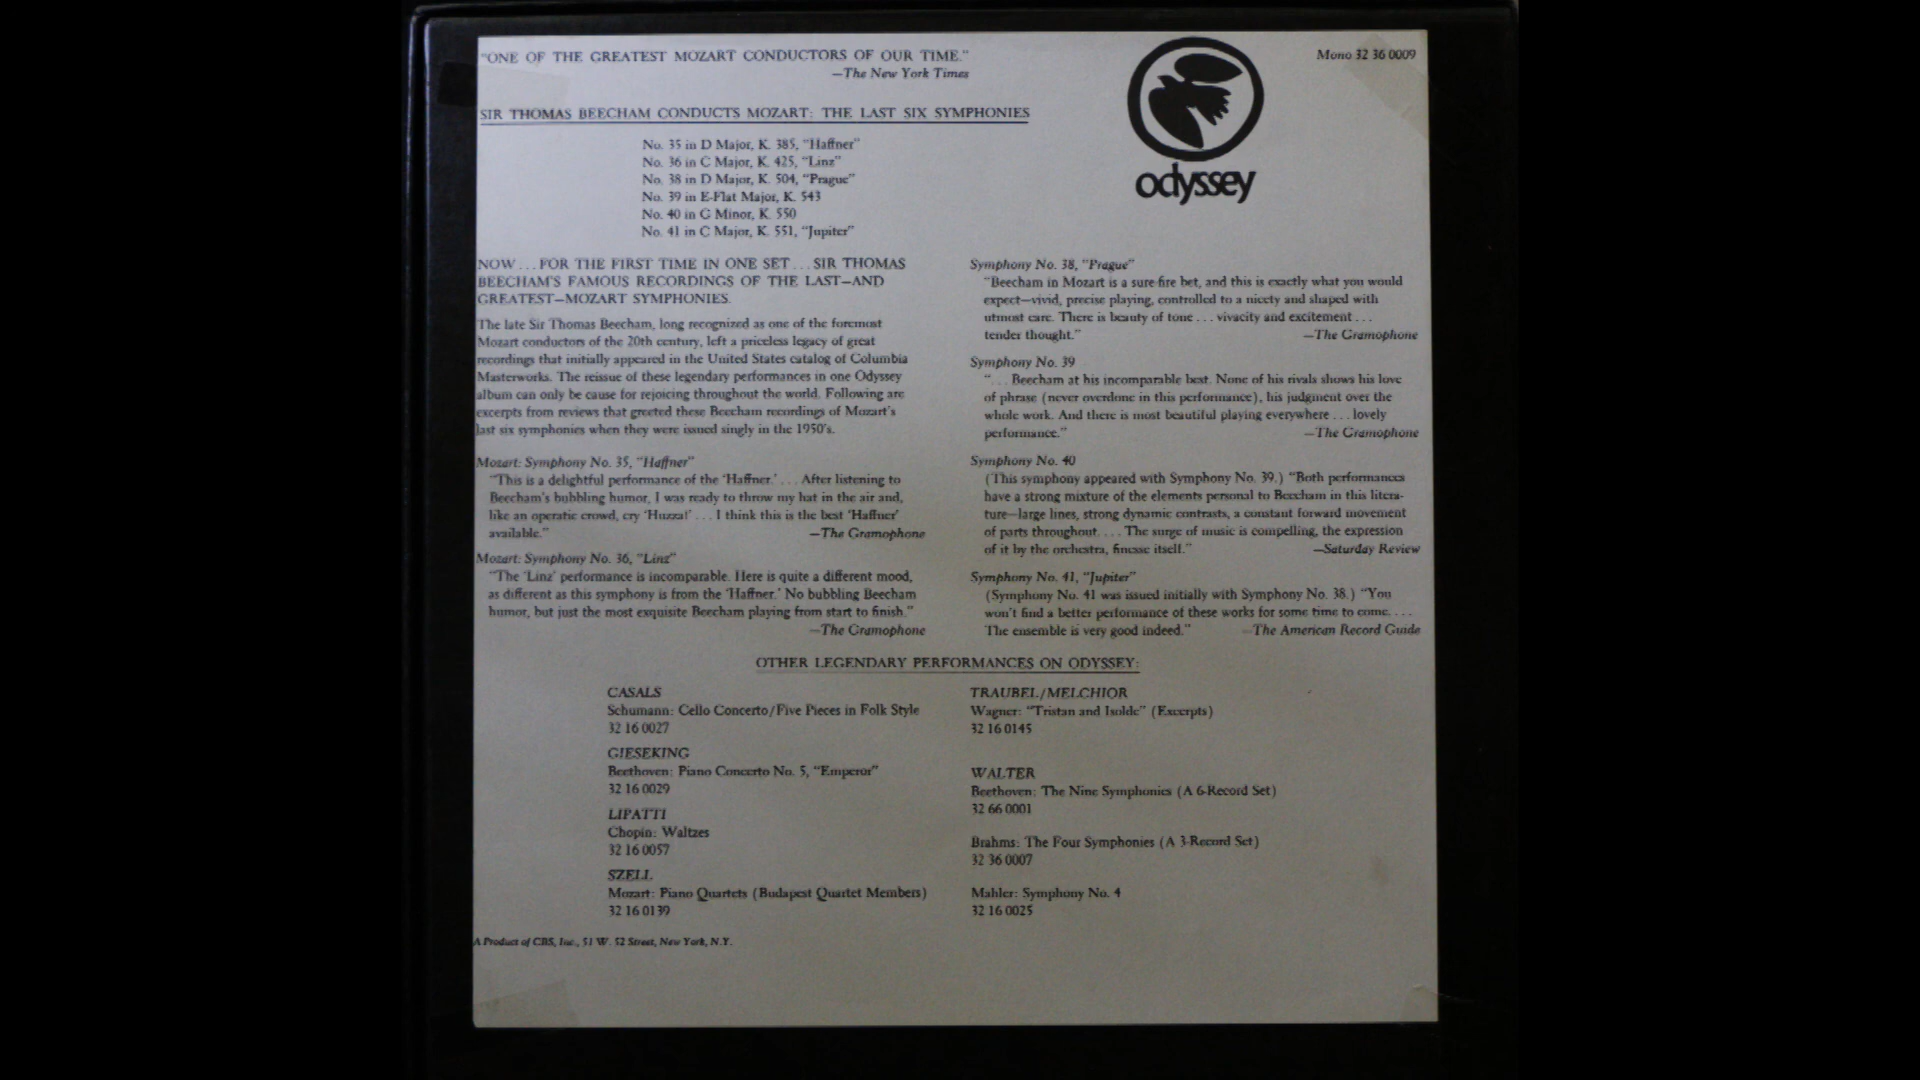 "ONE OF THE GREATEST MOZART CONDUCTORS OF OUR TIME."
—The New York Times
Mono 32 36 0009
odyssey
SIR THOMAS BEECHAM CONDUCTS MOZART: THE LAST SIX SYMPHONIES
No. 35 in D Major, K. 385, "Haffner"
No. 36 in C Major, K. 425, "Linz"
No. 38 in D Major, K. 504, "Prague"
No. 39 in E-Flat Major, K. 543
No. 40 in G Minor, K. 550
No. 41 in C Major, K. 551, "Jupiter"
NOW . . . FOR THE FIRST TIME IN ONE SET . . . SIR THOMAS
BEECHAM'S FAMOUS RECORDINGS OF THE LAST—AND
GREATEST—MOZART SYMPHONIES.
The late Sir Thomas Beecham, long recognized as one of the foremost
Mozart conductors of the 20th century, left a priceless legacy of great
recordings that initially appeared in the United States catalog of Columbia
Masterworks. The reissue of these legendary performances in one Odyssey
album can only be cause for rejoicing throughout the world. Following are
excerpts from reviews that greeted these Beecham recordings of Mozart's
last six symphonies when they were issued singly in the 1950's.
Mozart: Symphony No. 35, "Haffner"
"This is a delightful performance of the 'Haffner.' . . . After listening to
Beecham's bubbling humor, I was ready to throw my hat in the air and,
like an operatic crowd, cry 'Huzza!' . . . I think this is the best 'Haffner'
available."
—The Gramophone
Mozart: Symphony No. 36, "Linz"
"The 'Linz' performance is incomparable. Here is quite a different mood,
as different as this symphony is from the 'Haffner.' No bubbling Beecham
humor, but just the most exquisite Beecham playing from start to finish."
—The Gramophone
Symphony No. 38, "Prague"
"Beecham in Mozart is a sure-fire bet, and this is exactly what you would
expect—vivid, precise playing, controlled to a nicety and shaped with
utmost care. There is beauty of tone . . . vivacity and excitement . . .
tender thought."
—The Gramophone
Symphony No. 39
". . . Beecham at his incomparable best. None of his rivals shows his love
of phrase (never overdone in this performance), his judgment over the
whole work. And there is most beautiful playing everywhere . . . lovely
performance."
—The Gramophone
Symphony No. 40
(This symphony appeared with Symphony No. 39.) "Both performances
have a strong mixture of the elements personal to Beecham in this litera-
ture—large lines, strong dynamic contrasts, a constant forward movement
of parts throughout. . . . The surge of music is compelling, the expression
of it by the orchestra, finesse itself."
—Saturday Review
Symphony No. 41, "Jupiter"
(Symphony No. 41 was issued initially with Symphony No. 38.) "You
won't find a better performance of these works for some time to come. . . .
The ensemble is very good indeed."
—The American Record Guide
OTHER LEGENDARY PERFORMANCES ON ODYSSEY:
CASALS
Schumann: Cello Concerto/Five Pieces in Folk Style
32 16 0027
GIESEKING
Beethoven: Piano Concerto No. 5, "Emperor"
32 16 0029
LIPATTI
Chopin: Waltzes
32 16 0057
SZELL
Mozart: Piano Quartets (Budapest Quartet Members)
32 16 0139
TRAUBEL/MELCHIOR
Wagner: "Tristan and Isolde" (Excerpts)
32 16 0145
WALTER
Beethoven: The Nine Symphonies (A 6-Record Set)
32 66 0001
Brahms: The Four Symphonies (A 3-Record Set)
32 36 0007
Mahler: Symphony No. 4
32 16 0025
A Product of CBS, Inc., 51 W. 52 Street, New York, N.Y.